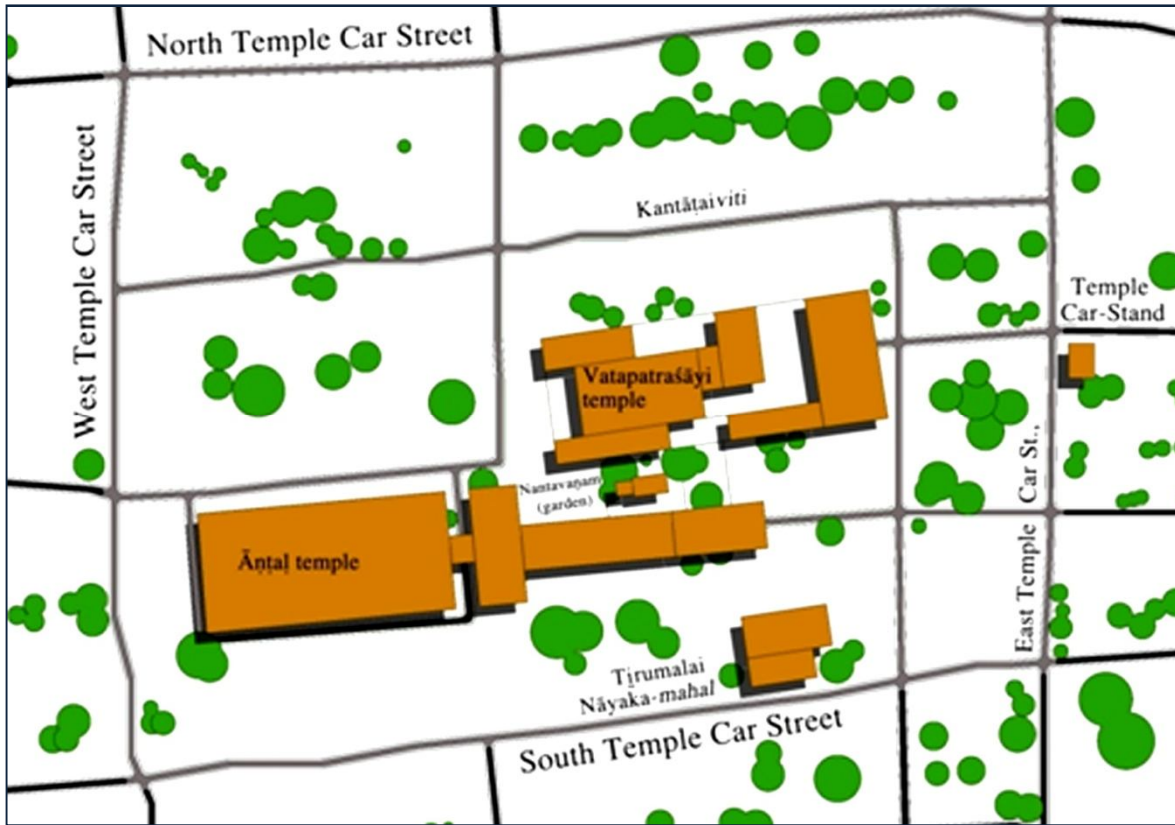 North Temple Car Street
West Temple Car Street
Kantāṭaiviti
Temple
Car-Stand
Vatapatraśāyi
temple
Nantavaṉam
(garden)
Āṇṭaḷ temple
East Temple Car St.,
Tiṟumalai
Nāyaka-mahal
South Temple Car Street